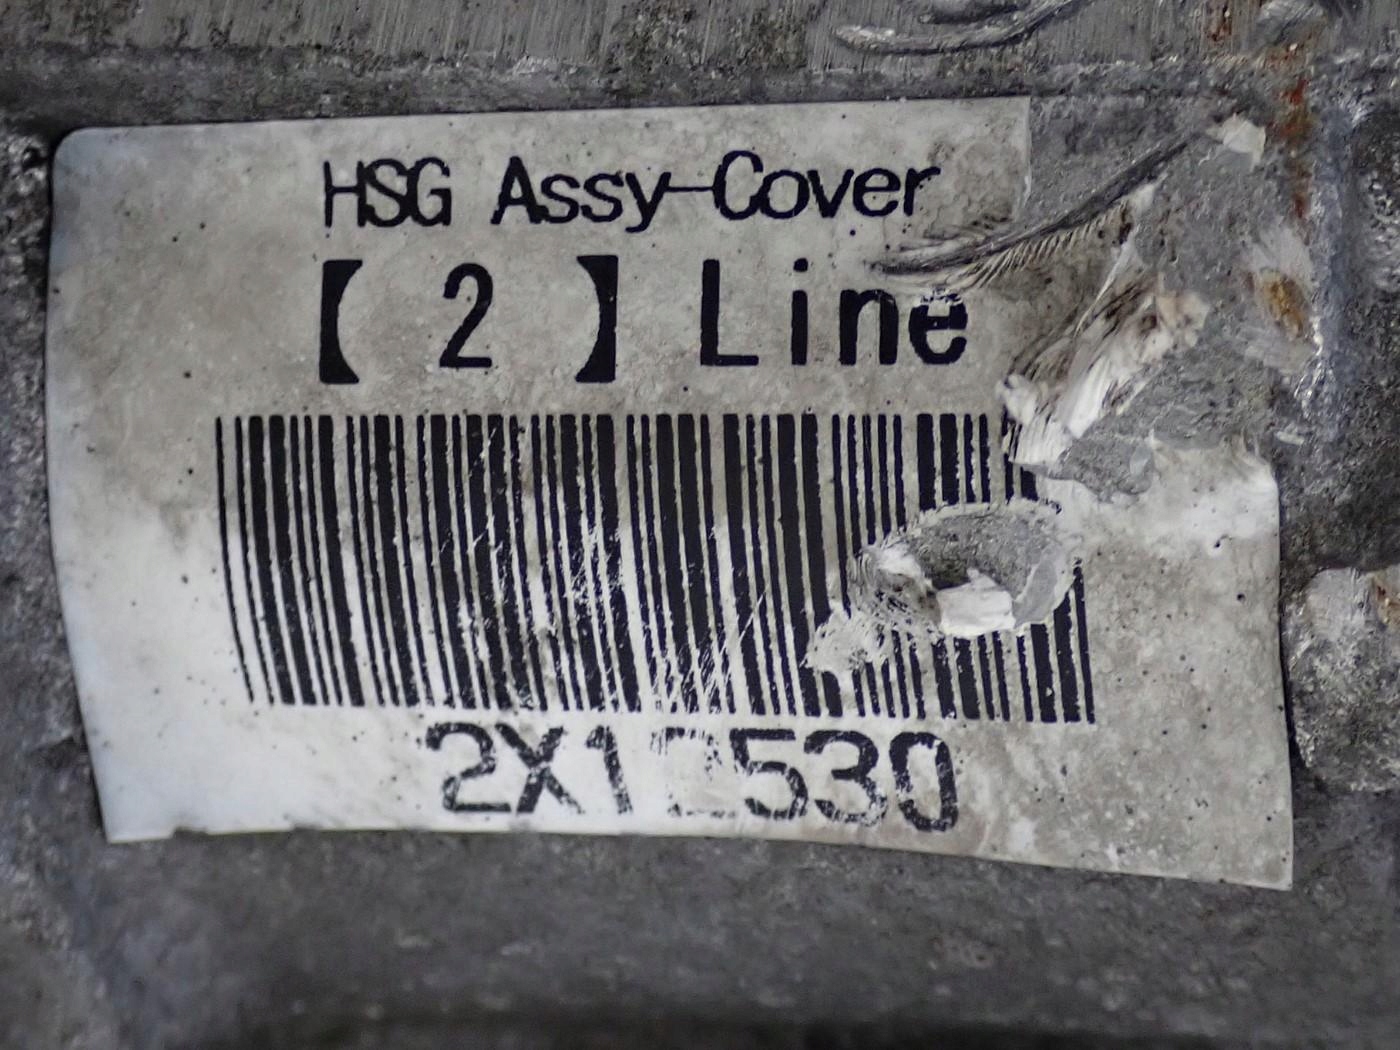 HSG Assy-Cover
【 2 】 Line